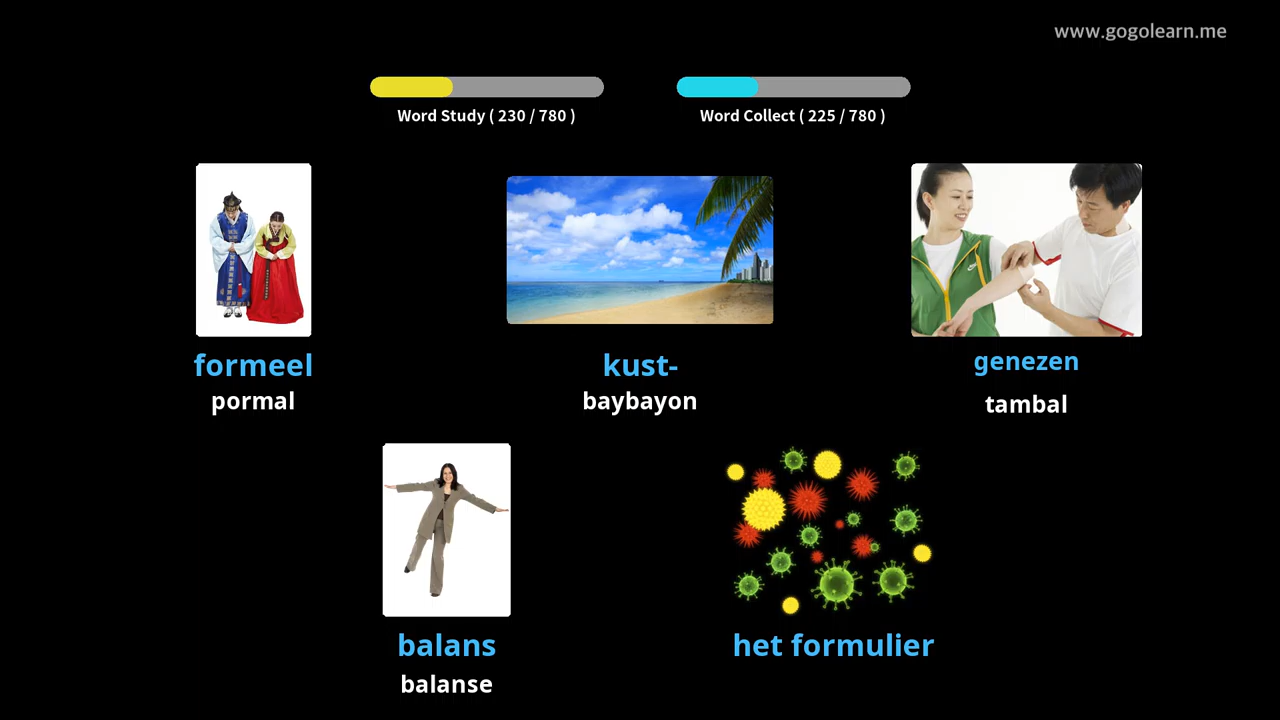 www.gogolearn.me
Word Study ( 230 / 780 )
Word Collect ( 225 / 780 )
formeel
pormal
kust-
baybayon
genezen
tambal
balans
balanse
het formulier